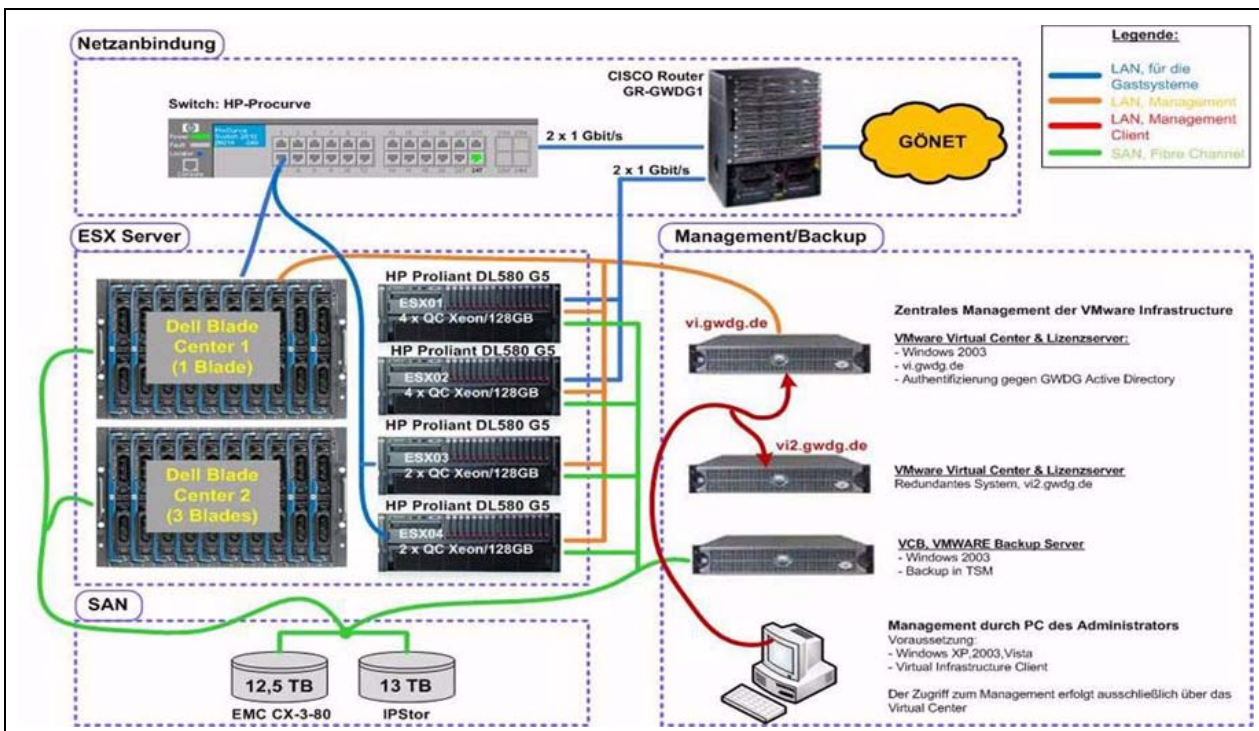 Netzanbindung
Legende:
LAN, für die
Gastsysteme
LAN, Management
LAN, Management
Client
SAN, Fibre Channel
CISCO Router
GR-GWDG1
Switch: HP-Procurve
2 x 1 Gbit/s
2 x 1 Gbit/s
GÖNET
ESX Server
Dell Blade
Center 1
(1 Blade)
Dell Blade
Center 2
(3 Blades)
HP Proliant DL580 G5
ESX01
4 x QC Xeon/128GB
HP Proliant DL580 G5
ESX02
4 x QC Xeon/128GB
HP Proliant DL580 G5
ESX03
2 x QC Xeon/128GB
HP Proliant DL580 G5
ESX04
2 x QC Xeon/128GB
Management/Backup
vi.gwdg.de
Zentrales Management der VMware Infrastructure
VMware Virtual Center & Lizenzserver:
- Windows 2003
- vi.gwdg.de
- Authentifizierung gegen GWDG Active Directory
vi2.gwdg.de
VMware Virtual Center & Lizenzserver
Redundantes System, vi2.gwdg.de
VCB, VMWARE Backup Server
- Windows 2003
- Backup in TSM
Management durch PC des Administrators
Voraussetzung:
- Windows XP,2003,Vista
- Virtual Infrastructure Client
Der Zugriff zum Management erfolgt ausschließlich über das
Virtual Center
SAN
12,5 TB
13 TB
EMC CX-3-80
IPStor